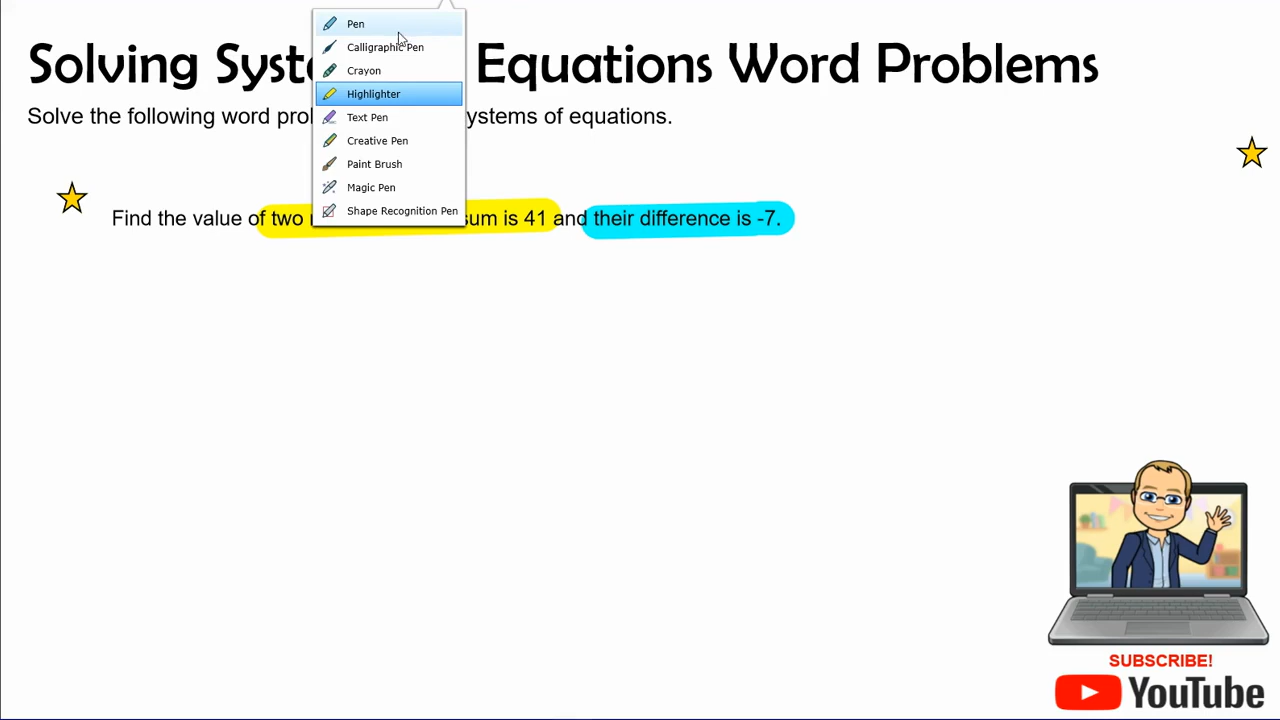 Pen
Calligraphic Pen
Crayon
Highlighter
Text Pen
Creative Pen
Paint Brush
Magic Pen
Shape Recognition Pen
Solving Syst Equations Word Problems
Solve the following word pro ystems of equations.
Find the value of two sum is 41 and their difference is -7.
SUBSCRIBE!
YouTube